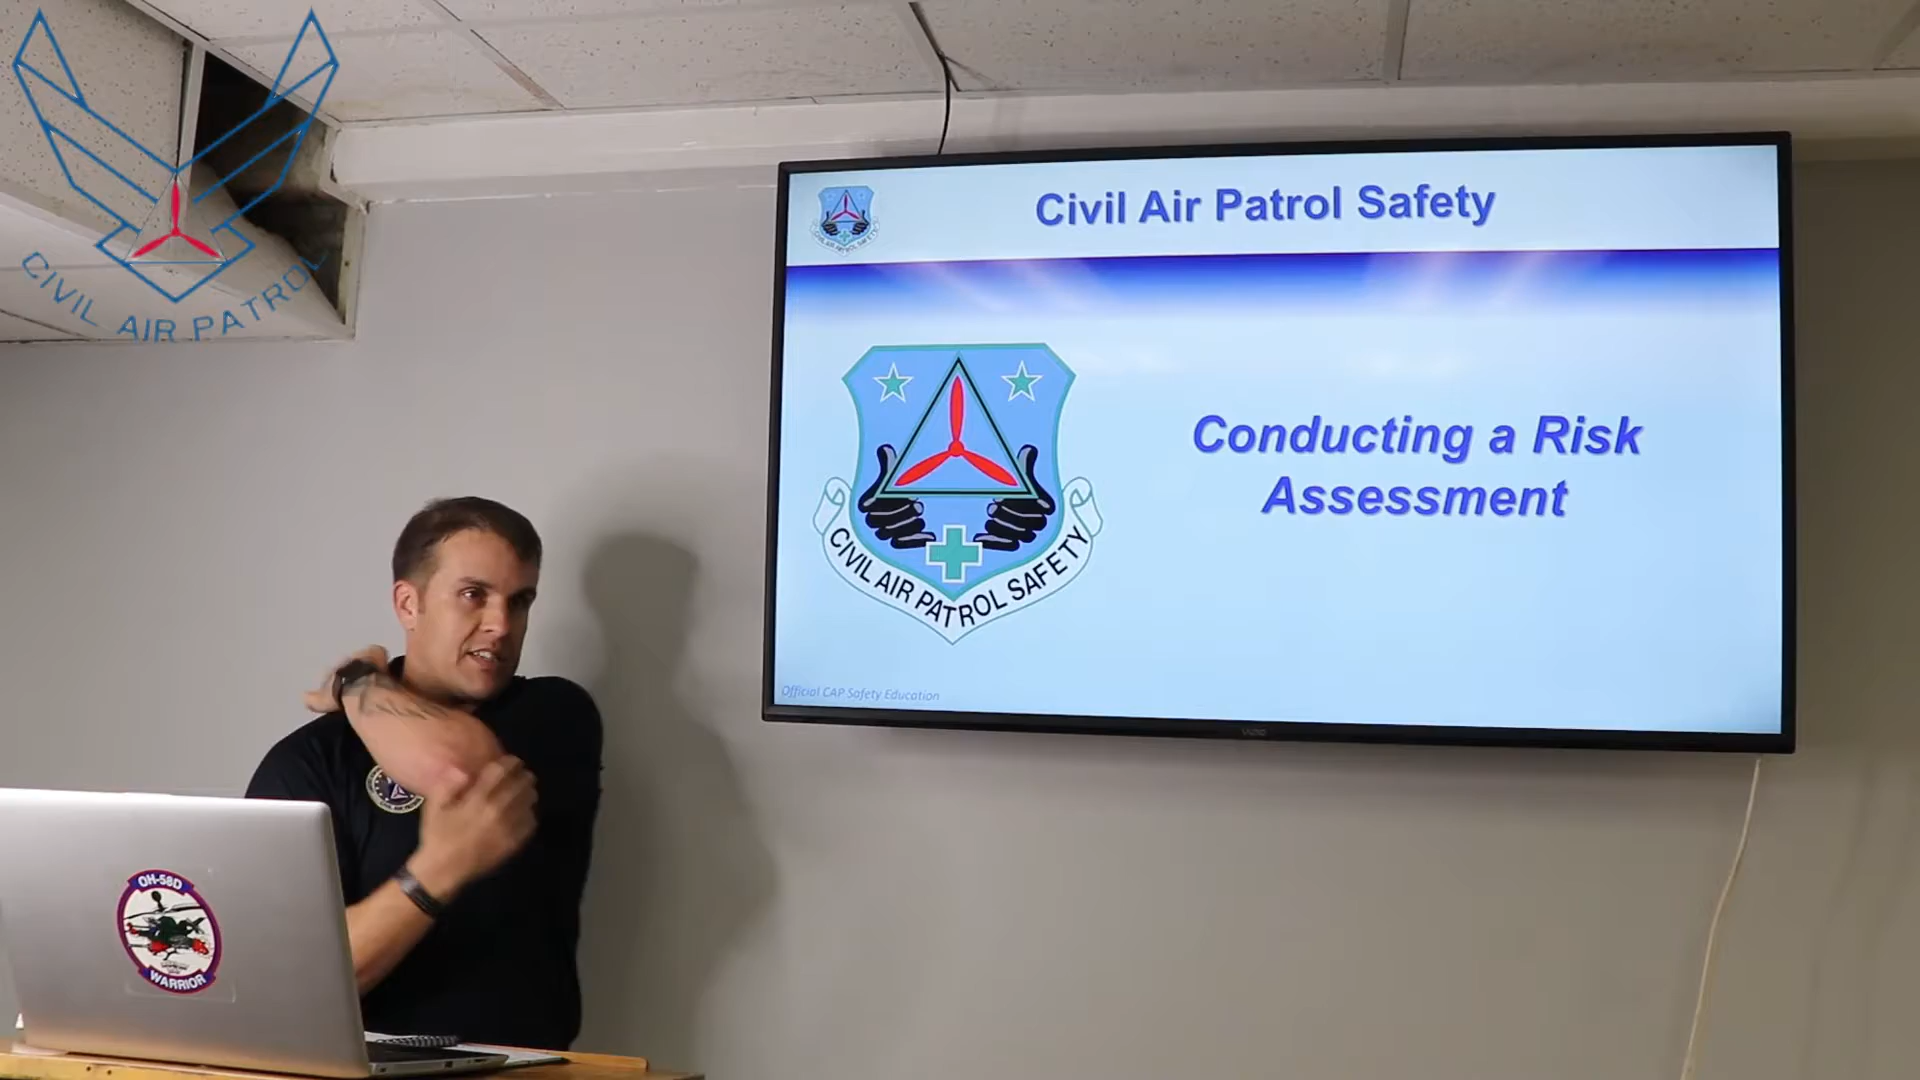 CIVIL AIR PATROL
Civil Air Patrol Safety
Conducting a Risk
Assessment
CIVIL AIR PATROL SAFETY
Official CAP Safety Education
VIZIO
OH-58D
WARRIOR